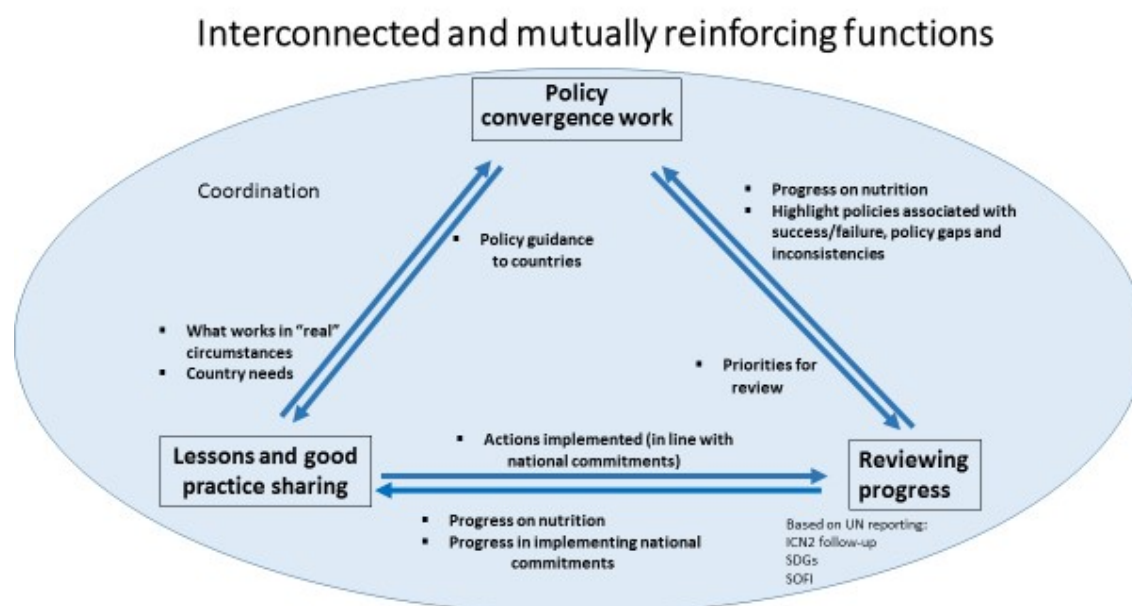 Interconnected and mutually reinforcing functions
Policy
convergence work
Coordination
▪ Progress on nutrition
▪ Highlight policies associated with
success/failure, policy gaps and
inconsistencies
▪ Policy guidance
to countries
▪ What works in “real”
circumstances
▪ Country needs
▪ Priorities for
review
Lessons and good
practice sharing
▪ Actions implemented (in line with
national commitments)
Reviewing
progress
▪ Progress on nutrition
▪ Progress in implementing national
commitments
Based on UN reporting:
ICN2 follow-up
SDGs
SOFI